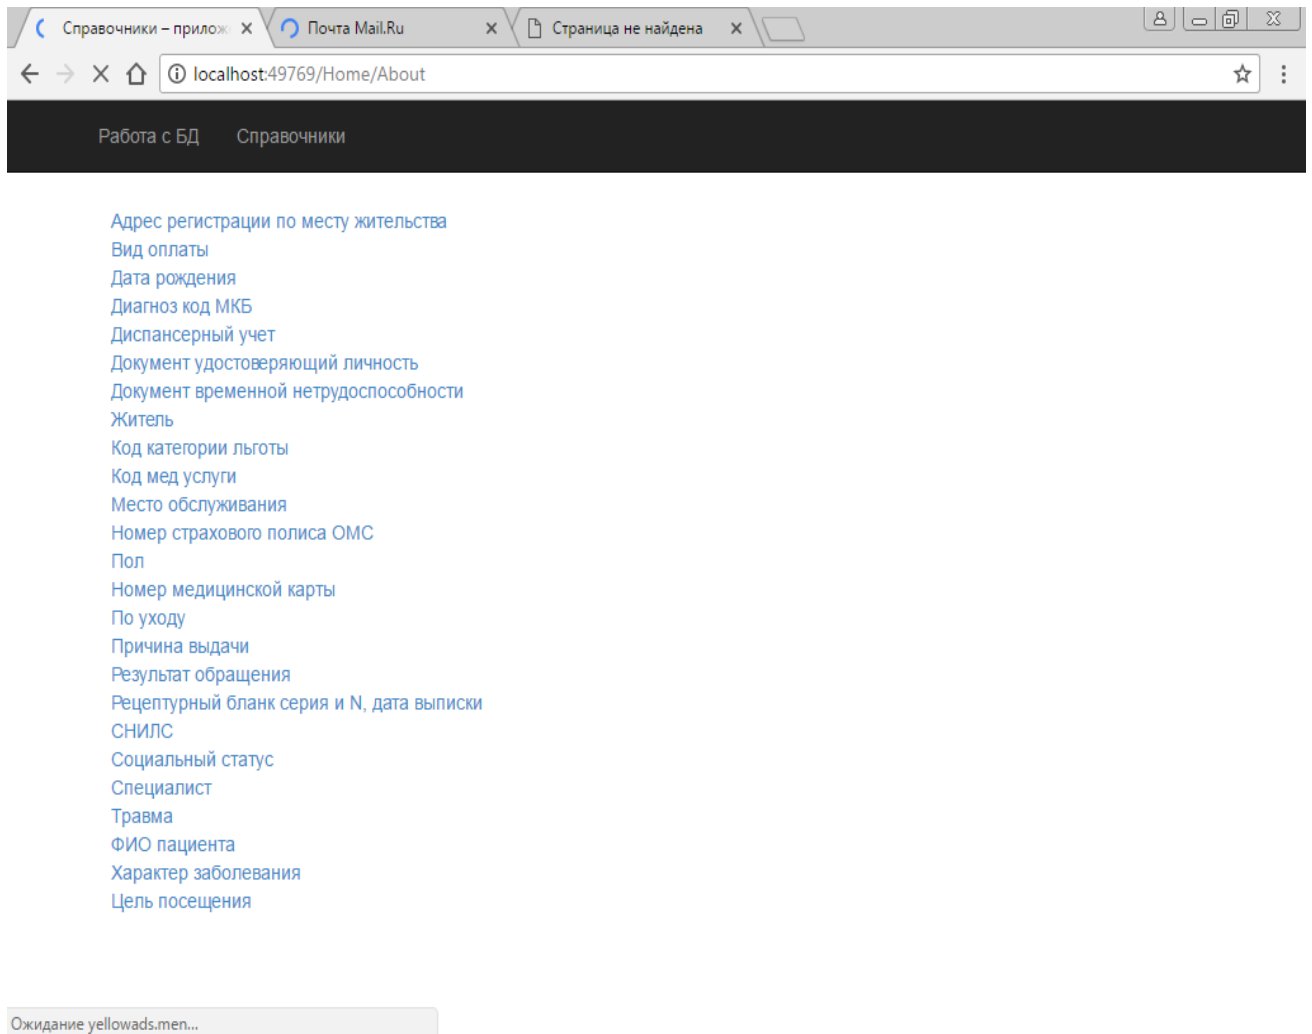 Справочники – прилож Почта Mail.Ru Страница не найдена
localhost:49769/Home/About
Работа с БД Справочники
Адрес регистрации по месту жительства
Вид оплаты
Дата рождения
Диагноз код МКБ
Диспансерный учет
Документ удостоверяющий личность
Документ временной нетрудоспособности
Житель
Код категории льготы
Код мед услуги
Место обслуживания
Номер страхового полиса ОМС
Пол
Номер медицинской карты
По уходу
Причина выдачи
Результат обращения
Рецептурный бланк серия и N, дата выписки
СНИЛС
Социальный статус
Специалист
Травма
ФИО пациента
Характер заболевания
Цель посещения
Ожидание yellowads.men...